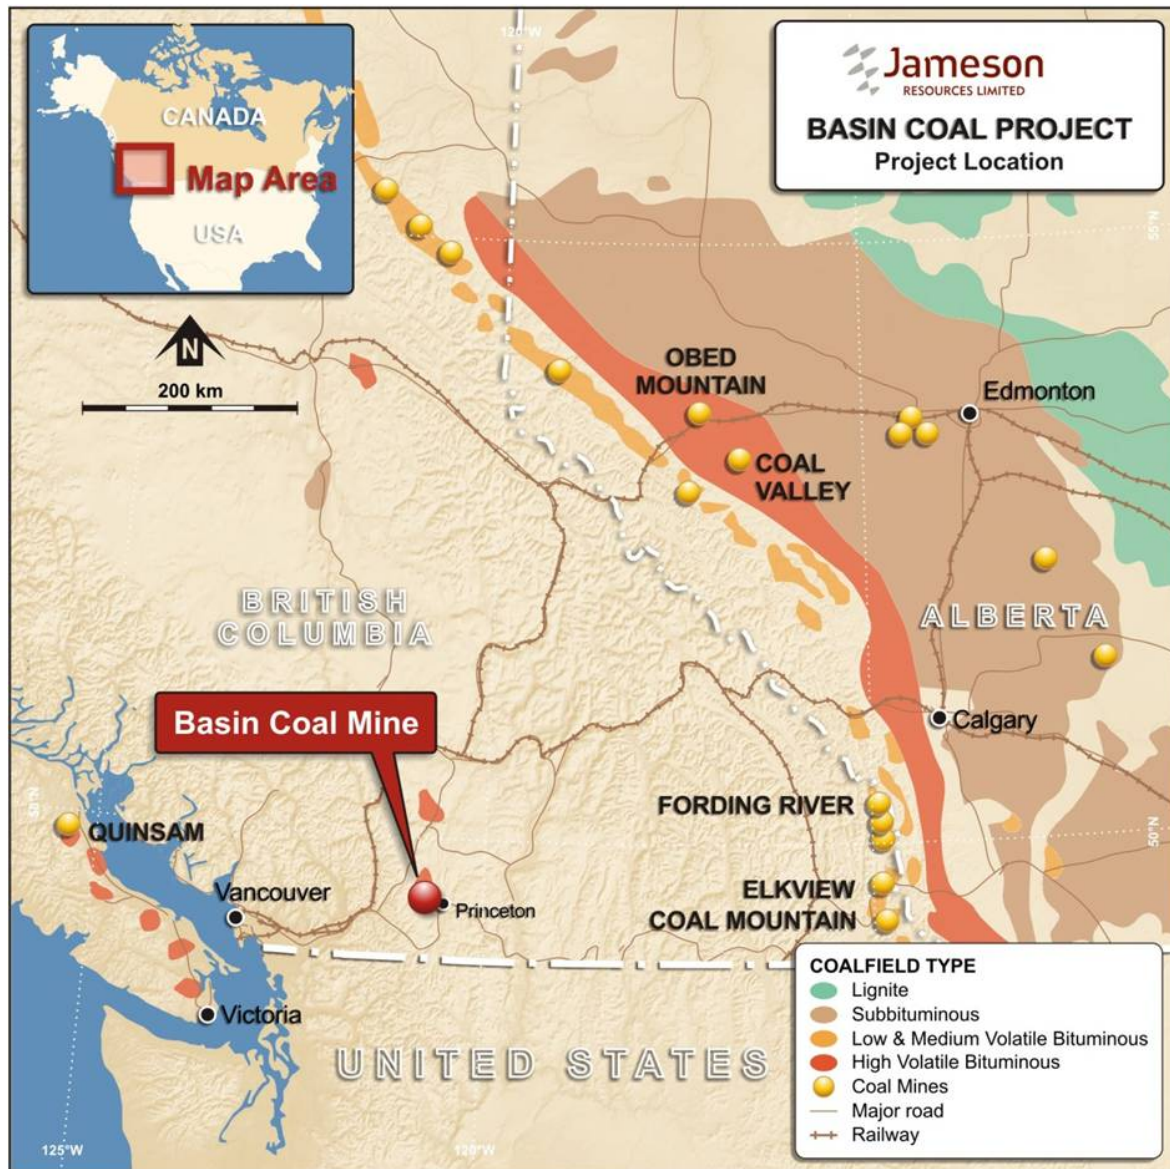 120°W
CANADA
Map Area
USA
Jameson
RESOURCES LIMITED
BASIN COAL PROJECT
Project Location
55°N
N
200 km
OBED
MOUNTAIN
Edmonton
COAL
VALLEY
BRITISH
COLUMBIA
ALBERTA
Basin Coal Mine
Calgary
50°N
QUINSAM
FORDING RIVER
50°N
Vancouver
Princeton
ELKVIEW
COAL MOUNTAIN
Victoria
UNITED STATES
COALFIELD TYPE
Lignite
Subbituminous
Low & Medium Volatile Bituminous
High Volatile Bituminous
Coal Mines
Major road
Railway
125°W
120°W